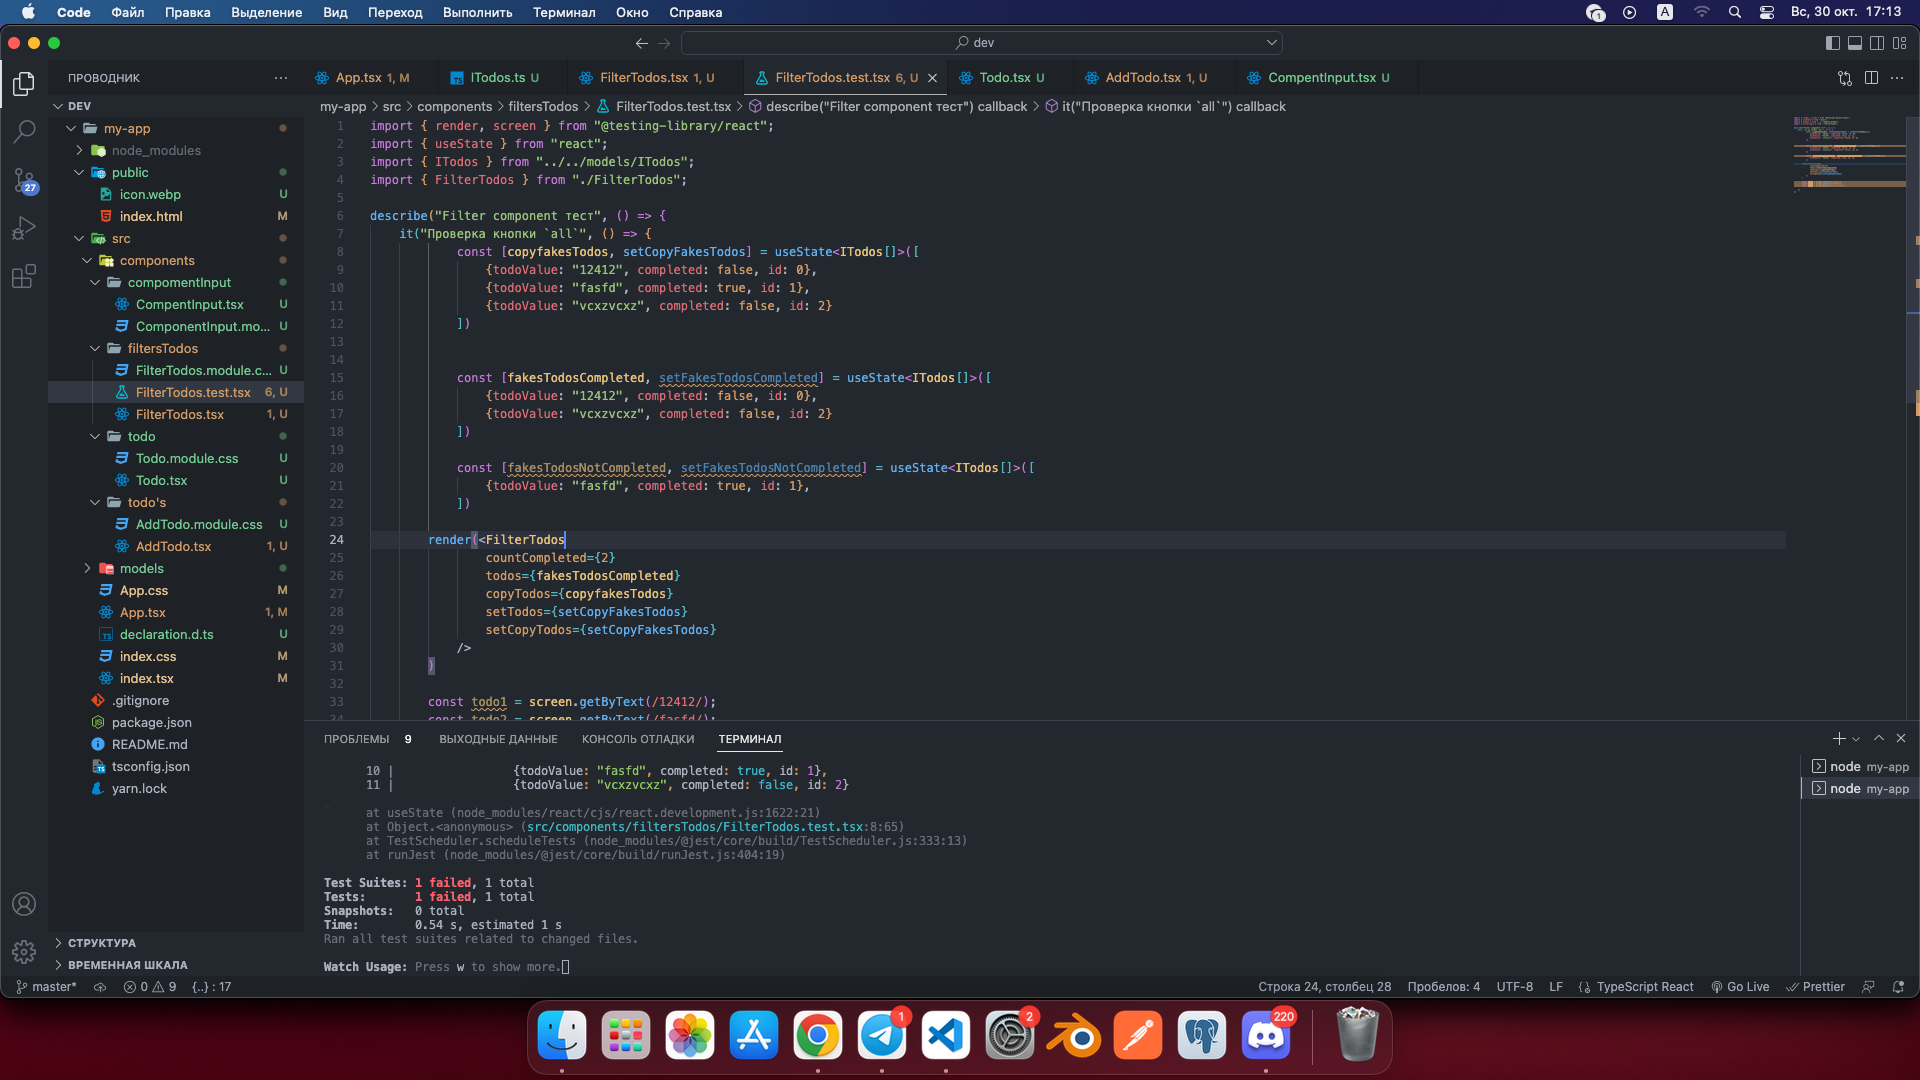 Code Файл Правка Выделение Вид Переход Выполнить Терминал Окно Справка
1 A Вс, 30 окт. 17:13
dev
ПРОВОДНИК
App.tsx 1, M
ITodos.ts U
FilterTodos.tsx 1, U
FilterTodos.test.tsx 6, U
Todo.tsx U
AddTodo.tsx 1, U
CompentInput.tsx U
my-app > src > components > filtersTodos > FilterTodos.test.tsx > describe("Filter component тест") callback > it("Проверка кнопки `all`") callback
DEV
my-app
node_modules
public
icon.webp U
index.html M
src
components
compomentInput
CompentInput.tsx U
ComponentInput.mo... U
filtersTodos
FilterTodos.module.c... U
FilterTodos.test.tsx 6, U
FilterTodos.tsx 1, U
todo
Todo.module.css U
Todo.tsx U
todo's
AddTodo.module.css U
AddTodo.tsx 1, U
models
App.css M
App.tsx 1, M
declaration.d.ts U
index.css M
index.tsx M
.gitignore
package.json
README.md
tsconfig.json
yarn.lock
СТРУКТУРА
ВРЕМЕННАЯ ШКАЛА
27
1 import { render, screen } from "@testing-library/react";
2 import { useState } from "react";
3 import { ITodos } from "../../models/ITodos";
4 import { FilterTodos } from "./FilterTodos";
5
6 describe("Filter component тест", () => {
7 it("Проверка кнопки `all`", () => {
8 const [copyfakesTodos, setCopyFakesTodos] = useState<ITodos[]>([
9 {todoValue: "12412", completed: false, id: 0},
10 {todoValue: "fasfd", completed: true, id: 1},
11 {todoValue: "vcxzvcxz", completed: false, id: 2}
12 ])
13
14
15 const [fakesTodosCompleted, setFakesTodosCompleted] = useState<ITodos[]>([
16 {todoValue: "12412", completed: false, id: 0},
17 {todoValue: "vcxzvcxz", completed: false, id: 2}
18 ])
19
20 const [fakesTodosNotCompleted, setFakesTodosNotCompleted] = useState<ITodos[]>([
21 {todoValue: "fasfd", completed: true, id: 1},
22 ])
23
24 render(<FilterTodos
25 countCompleted={2}
26 todos={fakesTodosCompleted}
27 copyTodos={copyfakesTodos}
28 setTodos={setCopyFakesTodos}
29 setCopyTodos={setCopyFakesTodos}
30 />
31 )
32
33 const todo1 = screen.getByText(/12412/);
34 const todo2 = screen.getByText(/fasfd/);
ПРОБЛЕМЫ 9 ВЫХОДНЫЕ ДАННЫЕ КОНСОЛЬ ОТЛАДКИ ТЕРМИНАЛ
10 | {todoValue: "fasfd", completed: true, id: 1},
11 | {todoValue: "vcxzvcxz", completed: false, id: 2}
at useState (node_modules/react/cjs/react.development.js:1622:21)
at Object.<anonymous> (src/components/filtersTodos/FilterTodos.test.tsx:8:65)
at TestScheduler.scheduleTests (node_modules/@jest/core/build/TestScheduler.js:333:13)
at runJest (node_modules/@jest/core/build/runJest.js:404:19)
Test Suites: 1 failed, 1 total
Tests: 1 failed, 1 total
Snapshots: 0 total
Time: 0.54 s, estimated 1 s
Ran all test suites related to changed files.
Watch Usage: Press w to show more.
node my-app
node my-app
master* 0 9 {..} : 17
Строка 24, столбец 28 Пробелов: 4 UTF-8 LF TypeScript React Go Live Prettier
1
2
220